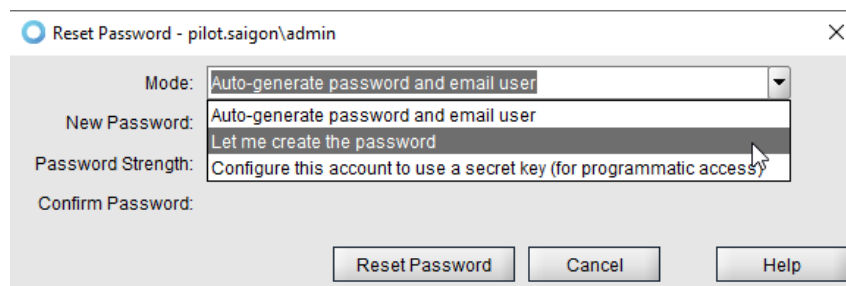 Reset Password - pilot.saigon\admin
Mode: Auto-generate password and email user
Auto-generate password and email user
New Password:
Let me create the password
Password Strength: Configure this account to use a secret key (for programmatic access)
Confirm Password:
Reset Password Cancel Help